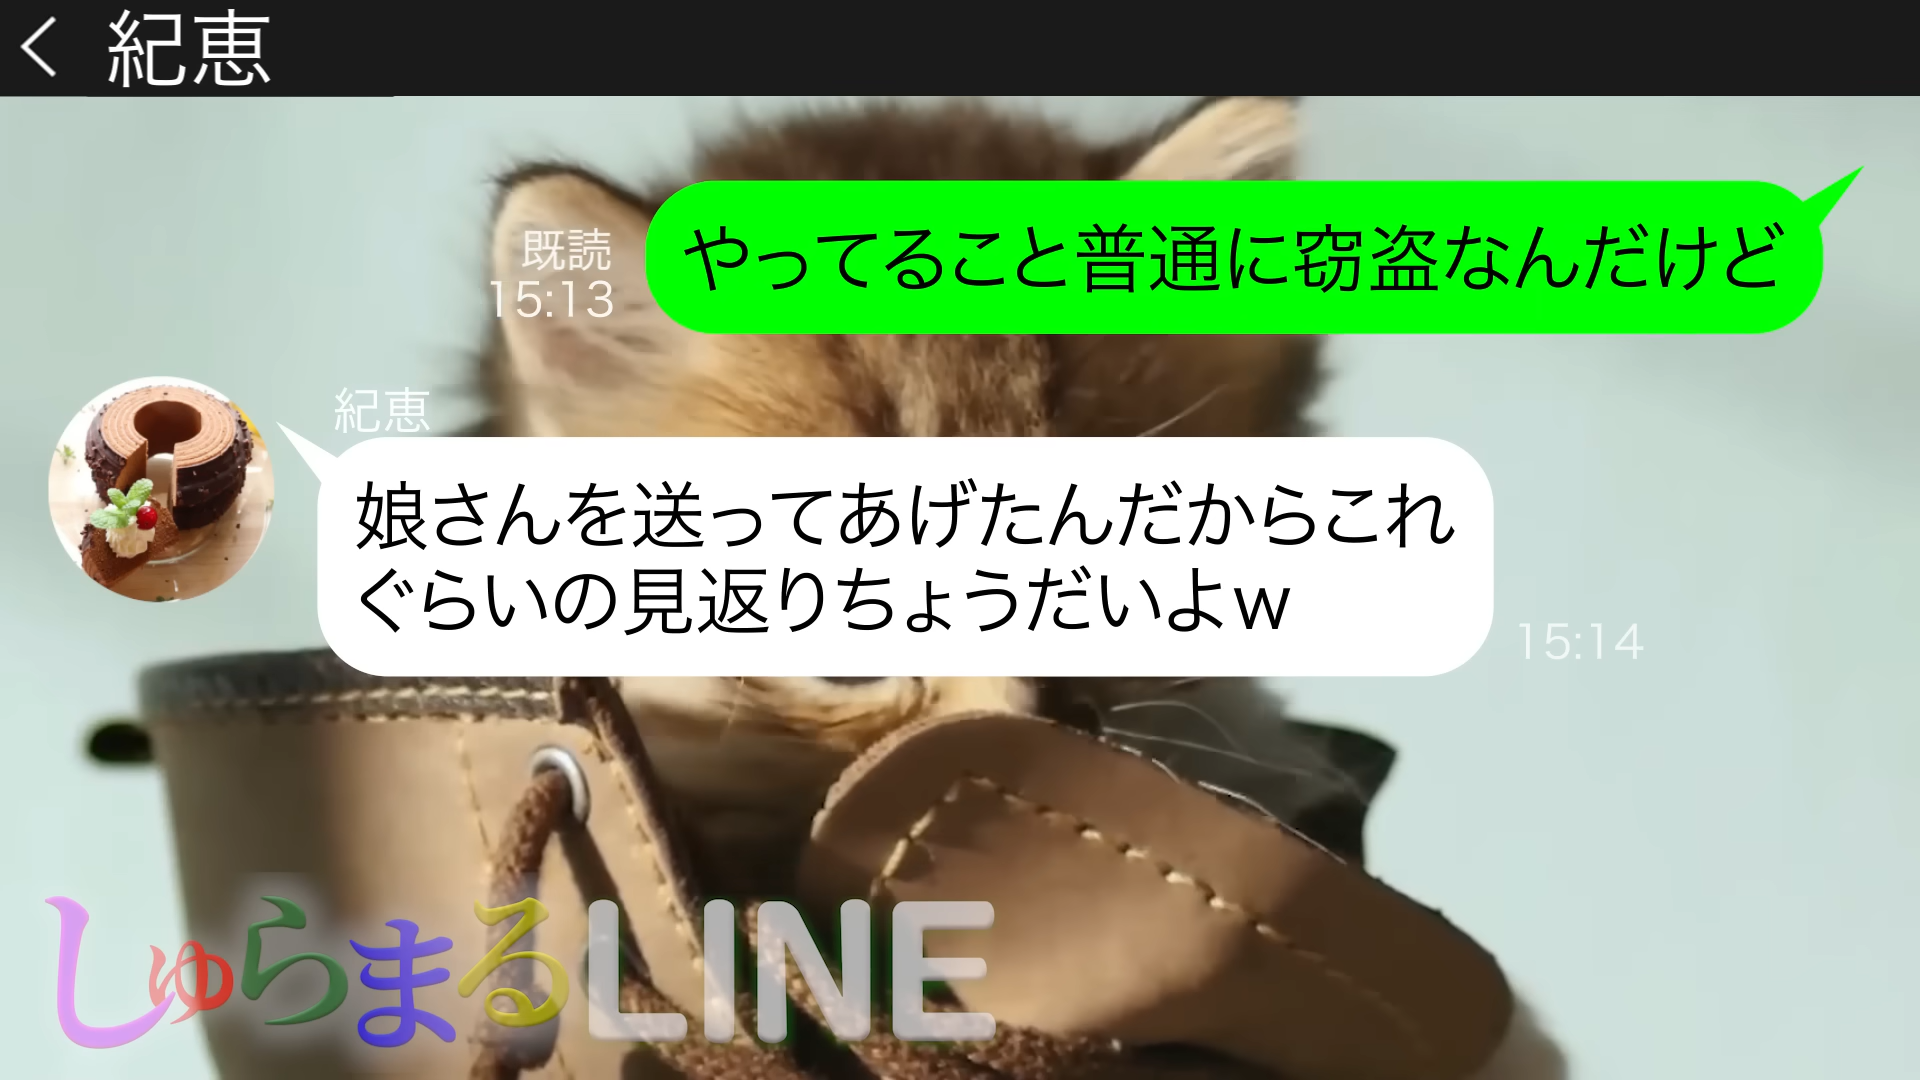 紀恵
やってること普通に窃盗なんだけど
既読
15:13
紀恵
娘さんを送ってあげたんだからこれ
ぐらいの見返りちょうだいよw
15:14
しゅらまるLINE